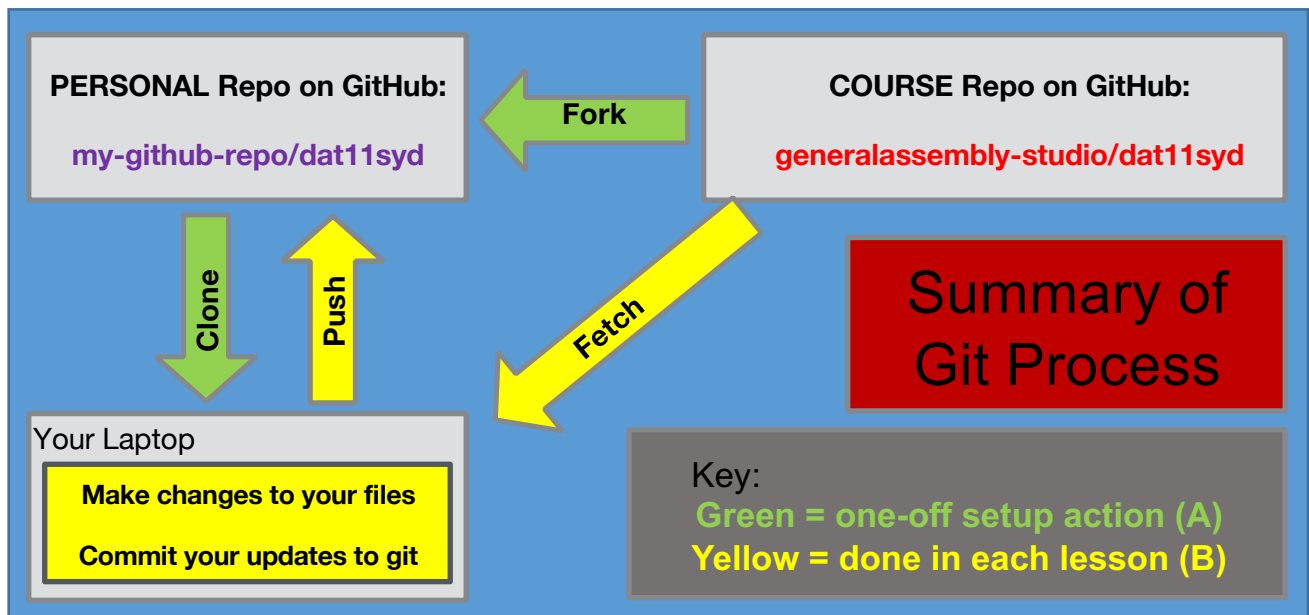 PERSONAL Repo on GitHub:
my-github-repo/dat11syd
Fork
COURSE Repo on GitHub:
generalassembly-studio/dat11syd
Clone
Push
Fetch
Summary of
Git Process
Your Laptop
Make changes to your files
Commit your updates to git
Key:
Green = one-off setup action (A)
Yellow = done in each lesson (B)